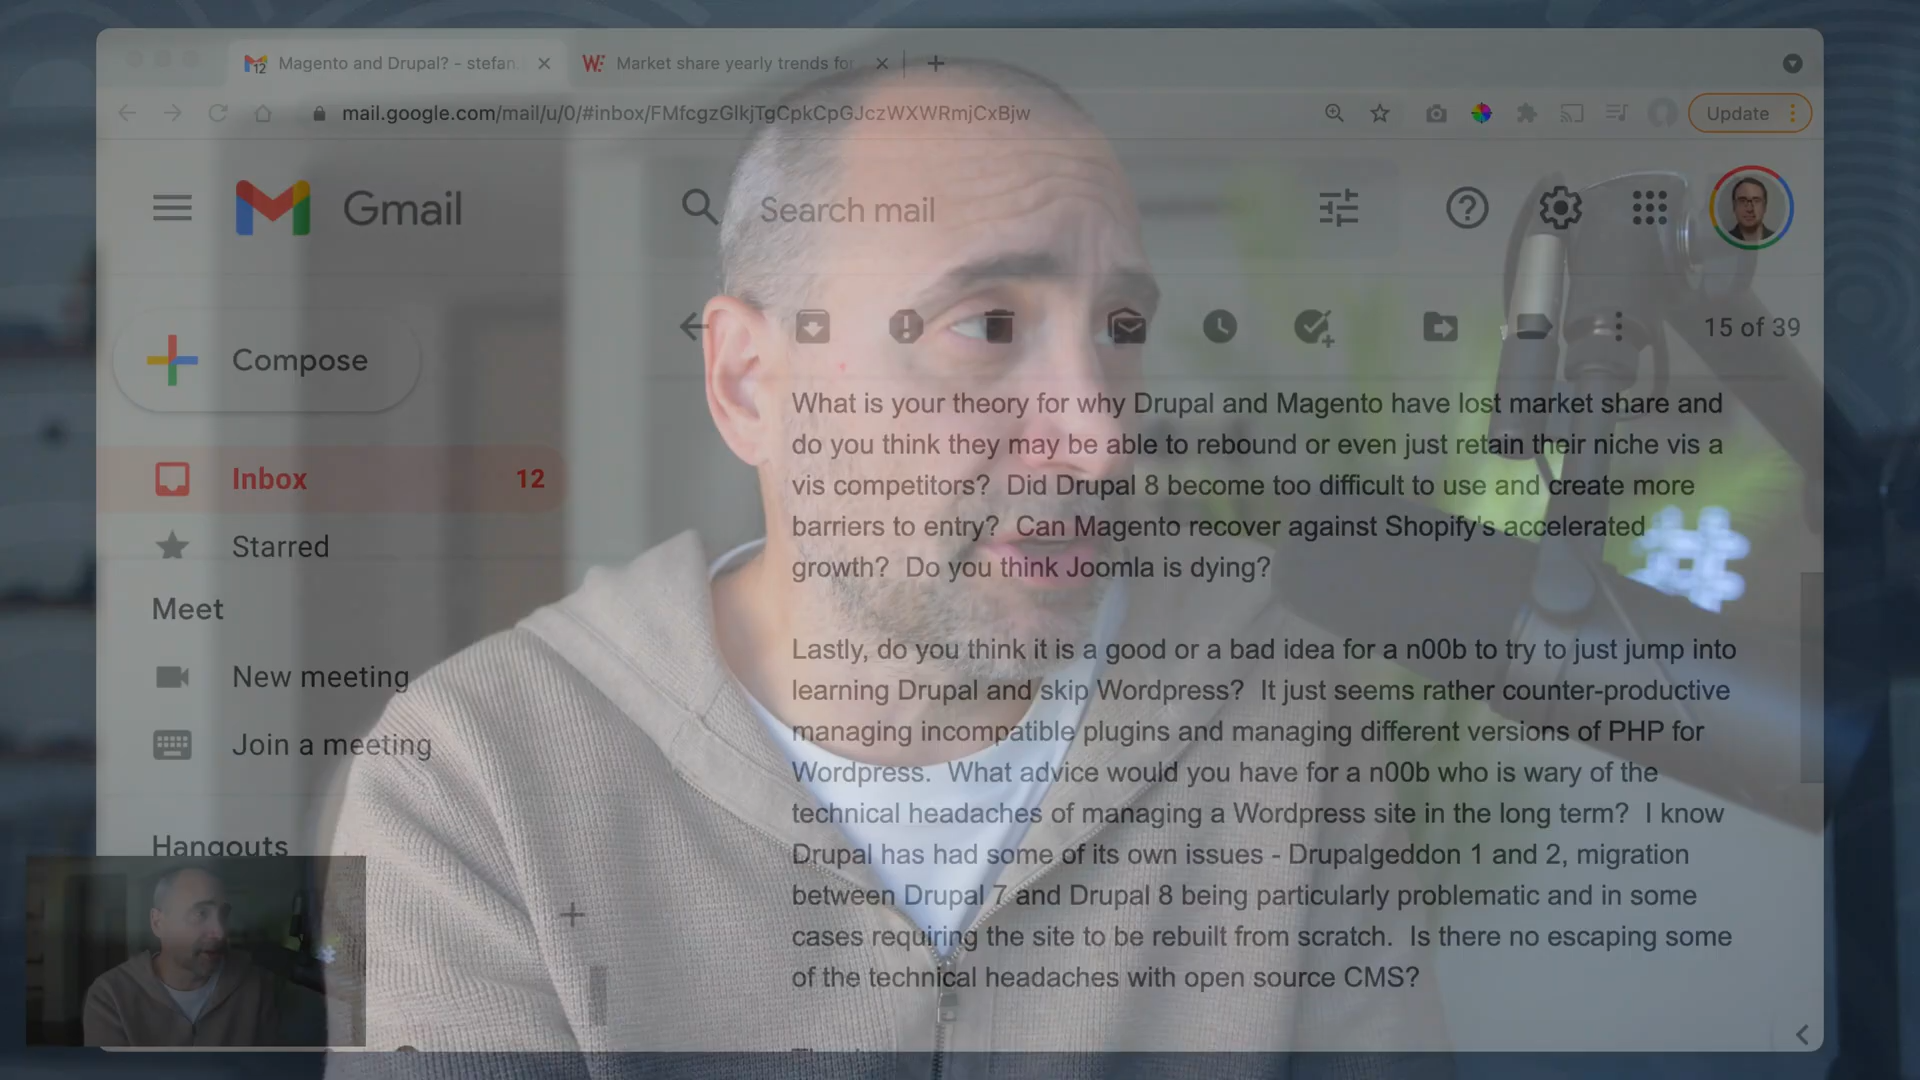 Magento and Drupal? - stefan
Market share yearly trends for
mail.google.com/mail/u/0/#inbox/FMfcgzGlkjTgCpkCpGJczWXWRmjCxBjw
Update
Gmail
Search mail
Compose
15 of 39
Inbox 12
Starred
Meet
New meeting
Join a meeting
Hangouts
What is your theory for why Drupal and Magento have lost market share and
do you think they may be able to rebound or even just retain their niche vis a
vis competitors?  Did Drupal 8 become too difficult to use and create more
barriers to entry?  Can Magento recover against Shopify's accelerated
growth?  Do you think Joomla is dying?
Lastly, do you think it is a good or a bad idea for a n00b to try to just jump into
learning Drupal and skip Wordpress?  It just seems rather counter-productive
managing incompatible plugins and managing different versions of PHP for
Wordpress.  What advice would you have for a n00b who is wary of the
technical headaches of managing a Wordpress site in the long term?  I know
Drupal has had some of its own issues - Drupalgeddon 1 and 2, migration
between Drupal 7 and Drupal 8 being particularly problematic and in some
cases requiring the site to be rebuilt from scratch.  Is there no escaping some
of the technical headaches with open source CMS?